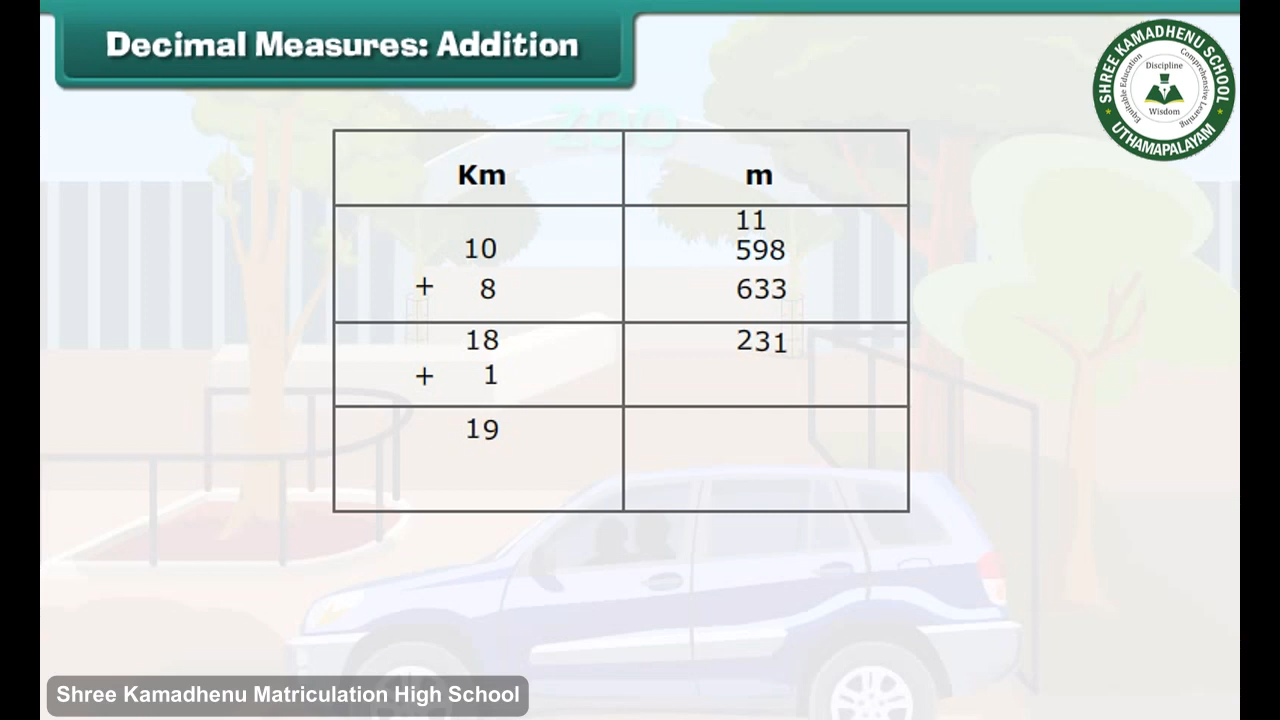 Decimal Measures: Addition
SHREE KAMADHENU SCHOOL
Equitable Education
Discipline
Comprehensive Learning
Wisdom
UTHAMAPALAYAM
ZOO
Km m
11
10 598
+ 8 633
18 231
+ 1
19
Shree Kamadhenu Matriculation High School